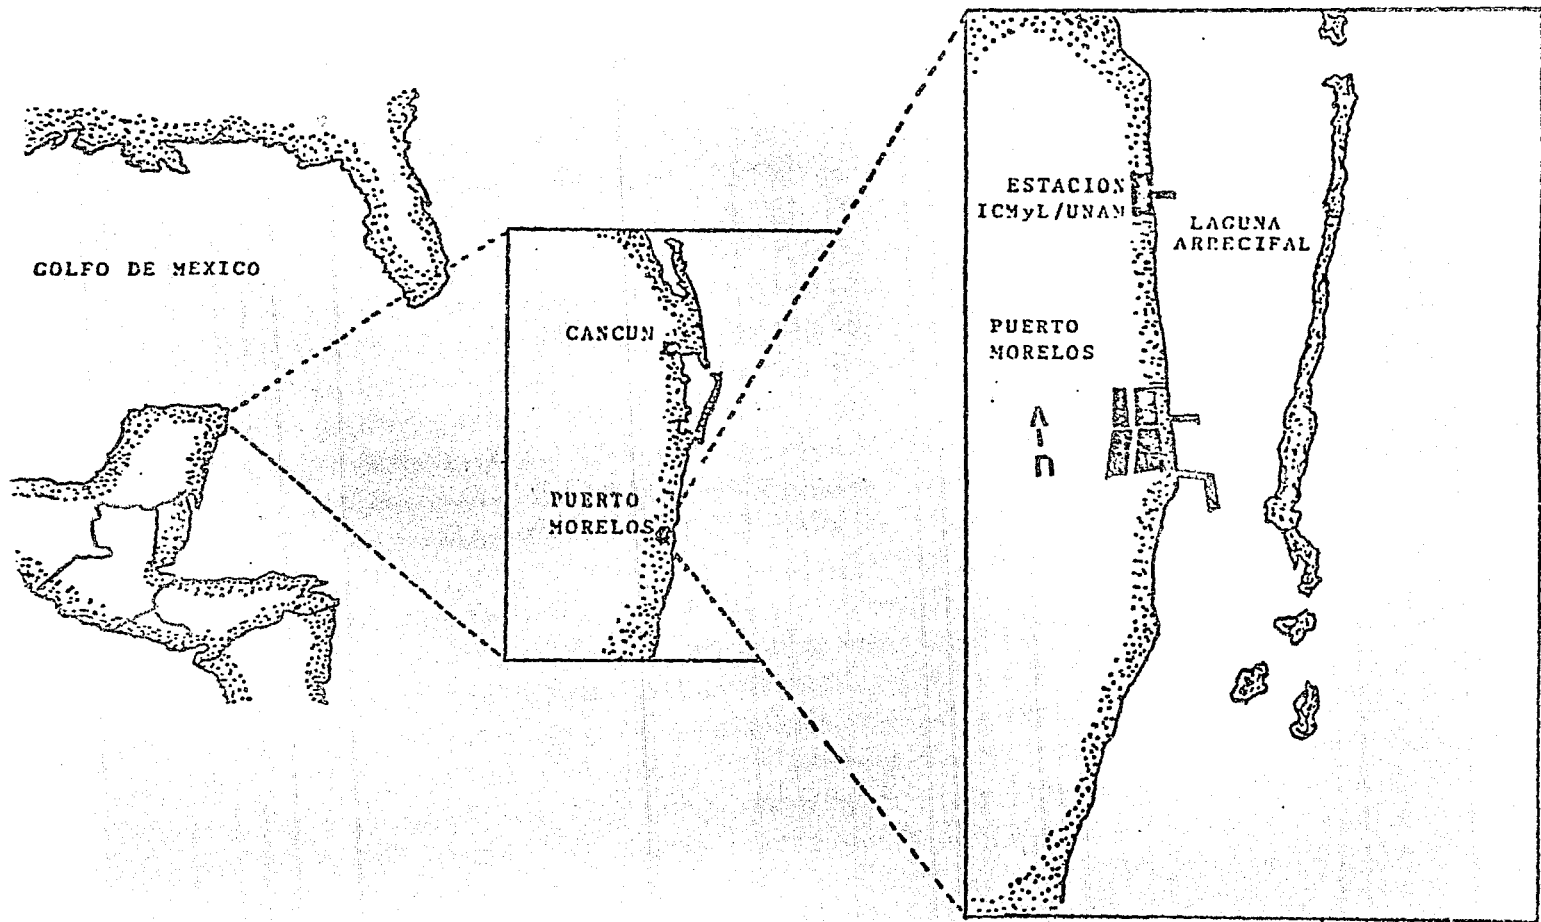 GOLFO DE MEXICO
CANCUN
PUERTO
MORELOS
ESTACION
ICMyL/UNAM
LAGUNA
ARRECIFAL
PUERTO
MORELOS
n